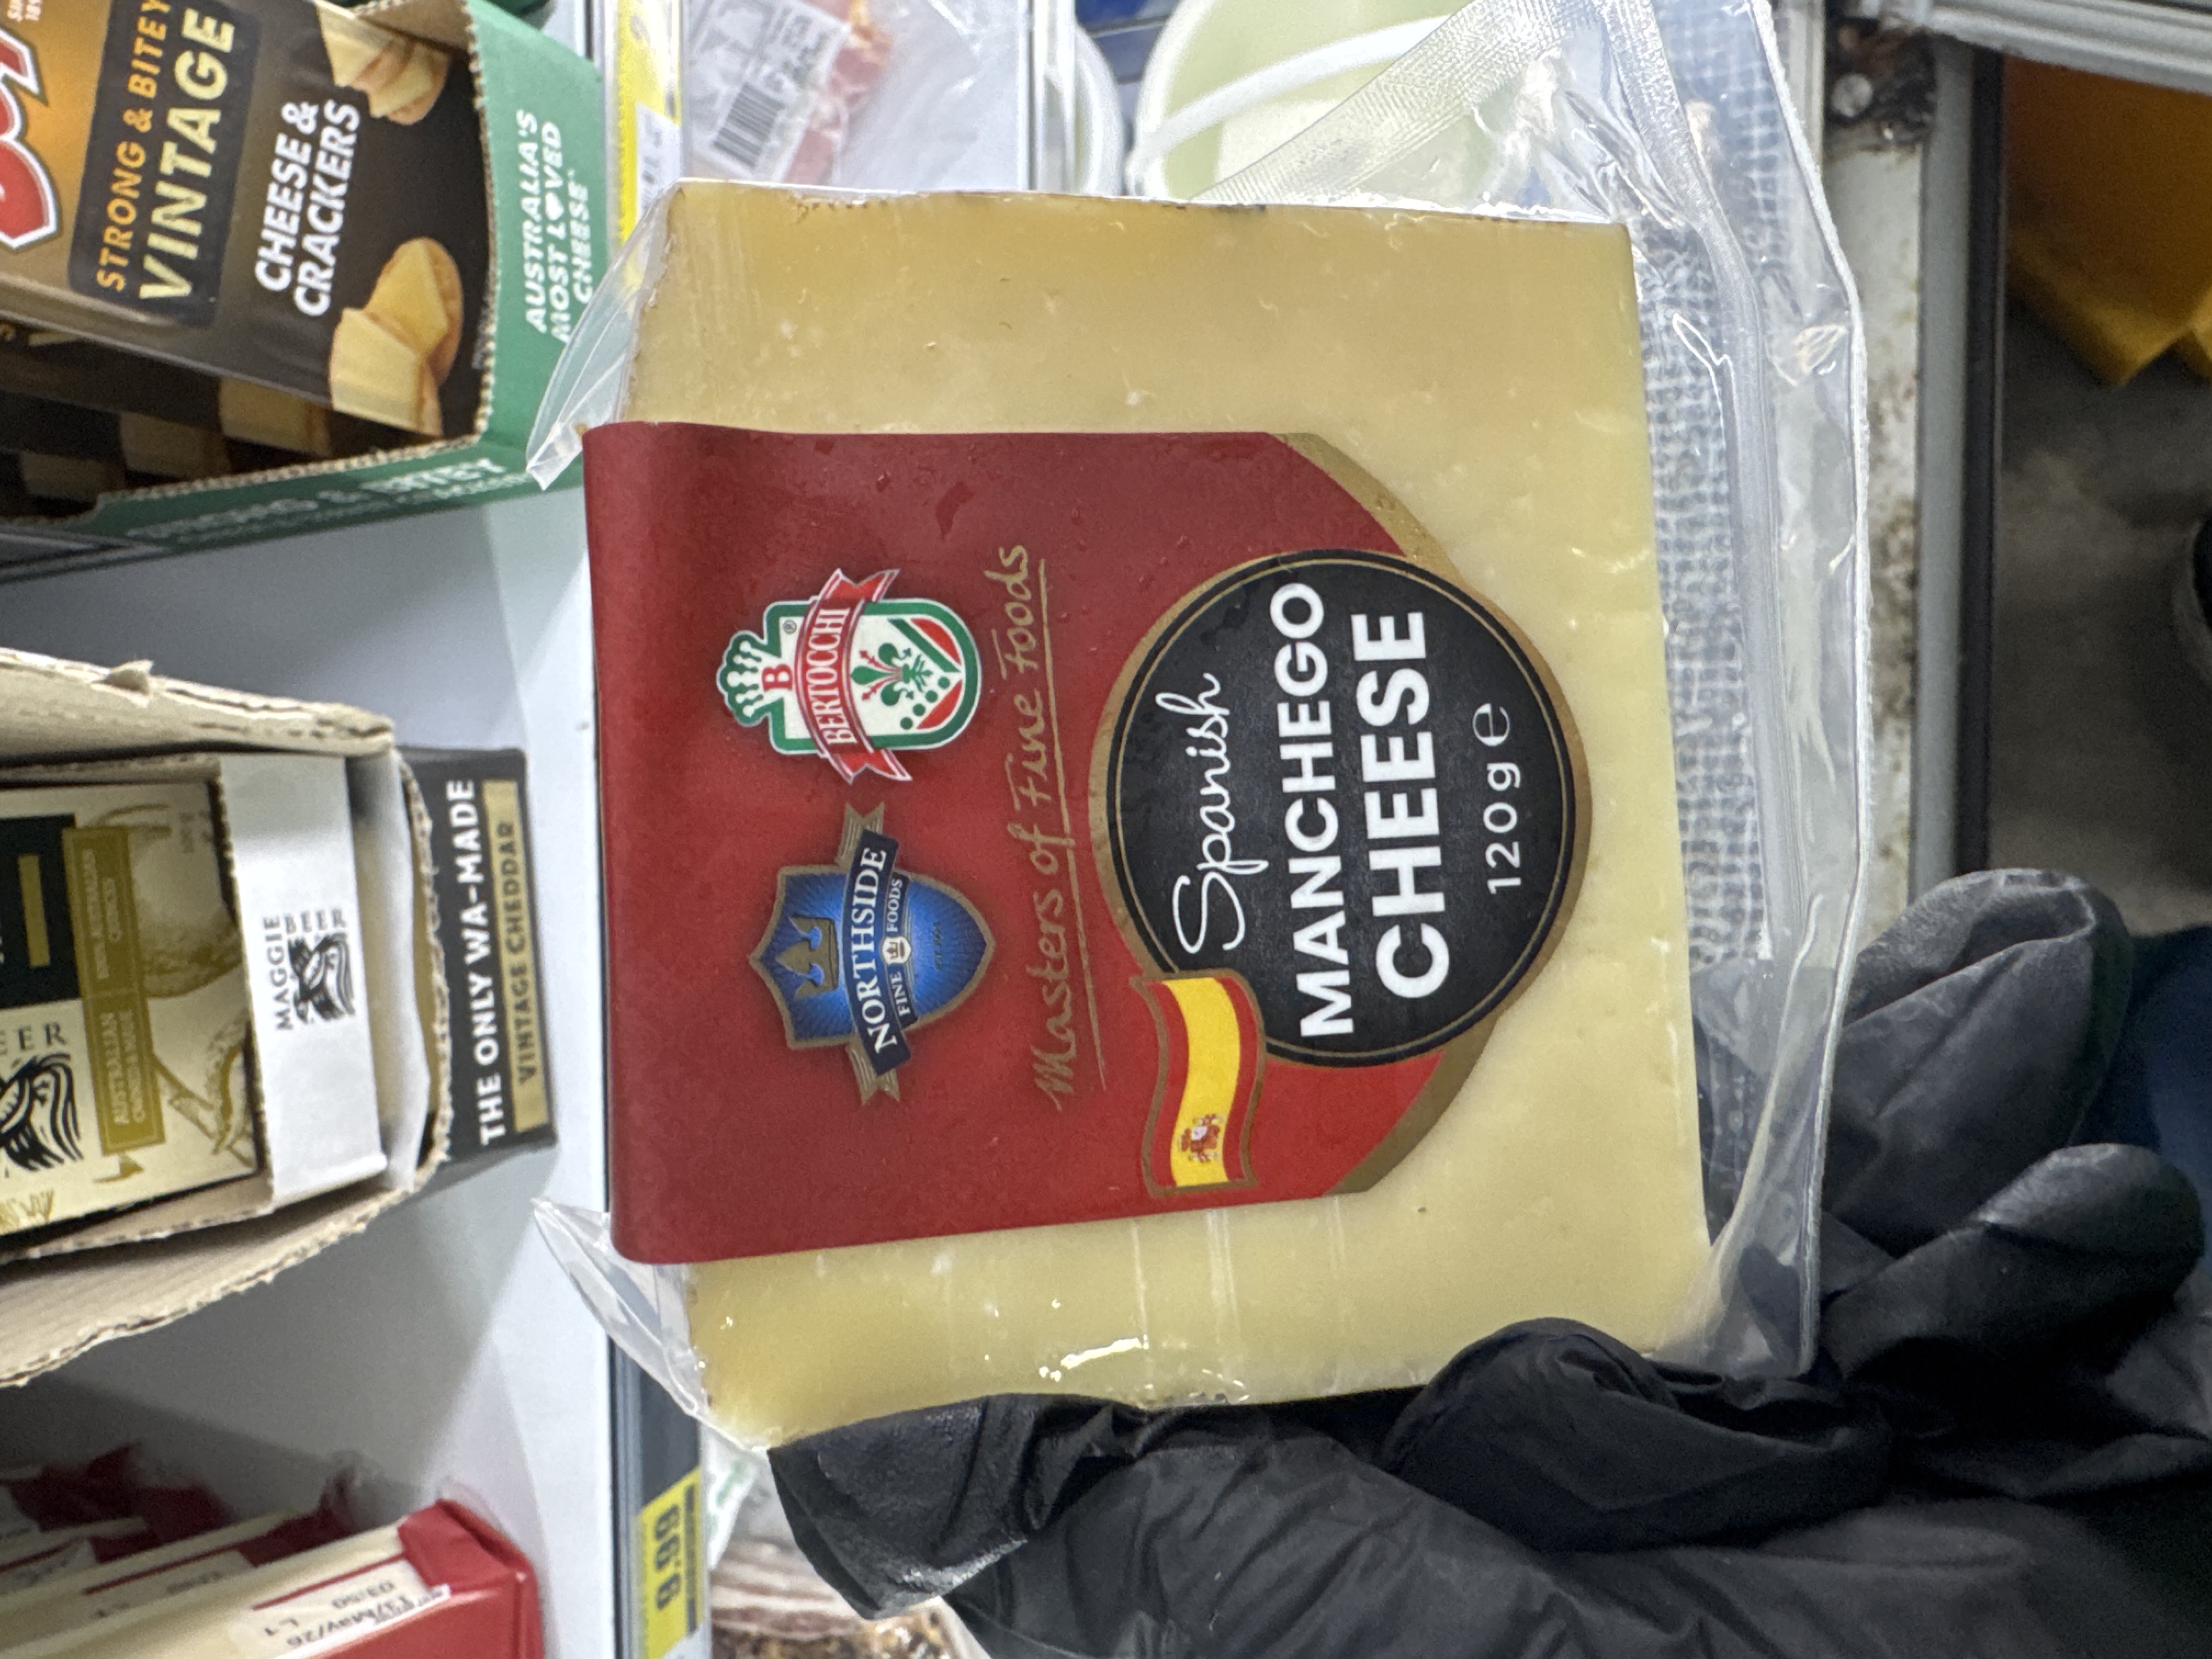 B
BERTOCCHI
®
NORTHSIDE
FINE FOODS
Masters of Fine Foods
Spanish
MANCHEGO
CHEESE
120g e
STRONG & BITEY
VINTAGE
CHEESE &
CRACKERS
AUSTRALIA'S
MOST LOVED
CHEESE
MAGGIE
BEER
THE ONLY WA-MADE
VINTAGE CHEDDAR
9.99
L1